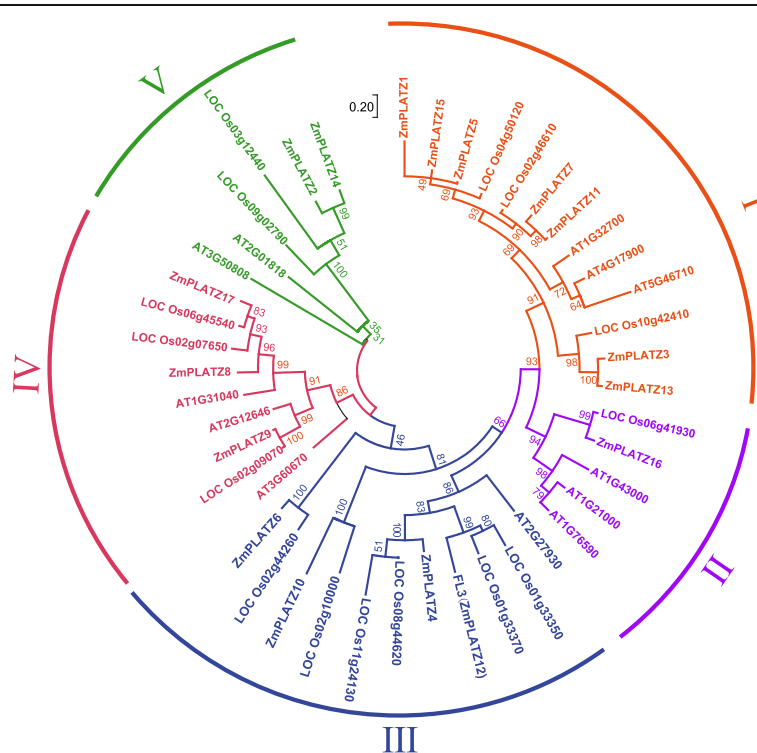 V
IV
III
II
I
0.20
ZmPLATZ1
ZmPLATZ15
ZmPLATZ5
LOC Os04g50120
LOC Os02g46610
ZmPLATZ7
ZmPLATZ11
AT1G32700
AT4G17900
AT5G46710
LOC Os10g42410
ZmPLATZ3
ZmPLATZ13
49
69
93
90
98
69
72
64
91
98
100
93
LOC Os06g41930
ZmPLATZ16
AT1G43000
AT1G21000
AT1G76590
99
94
98
79
66
AT2G27930
LOC Os01g33350
LOC Os01g33370
FL3(ZmPLATZ12)
ZmPLATZ4
LOC Os08g44620
LOC Os11g24130
LOC Os02g10000
ZmPLATZ10
LOC Os02g44260
ZmPLATZ6
86
83
99
80
100
51
81
46
100
100
AT3G60670
LOC Os02g09070
ZmPLATZ9
AT2G12646
AT1G31040
ZmPLATZ8
LOC Os02g07650
LOC Os06g45540
ZmPLATZ17
86
91
99
100
99
96
93
83
AT3G50808
AT2G01818
LOC Os09g02790
LOC Os03g12440
ZmPLATZ2
ZmPLATZ14
99
51
100
35
31